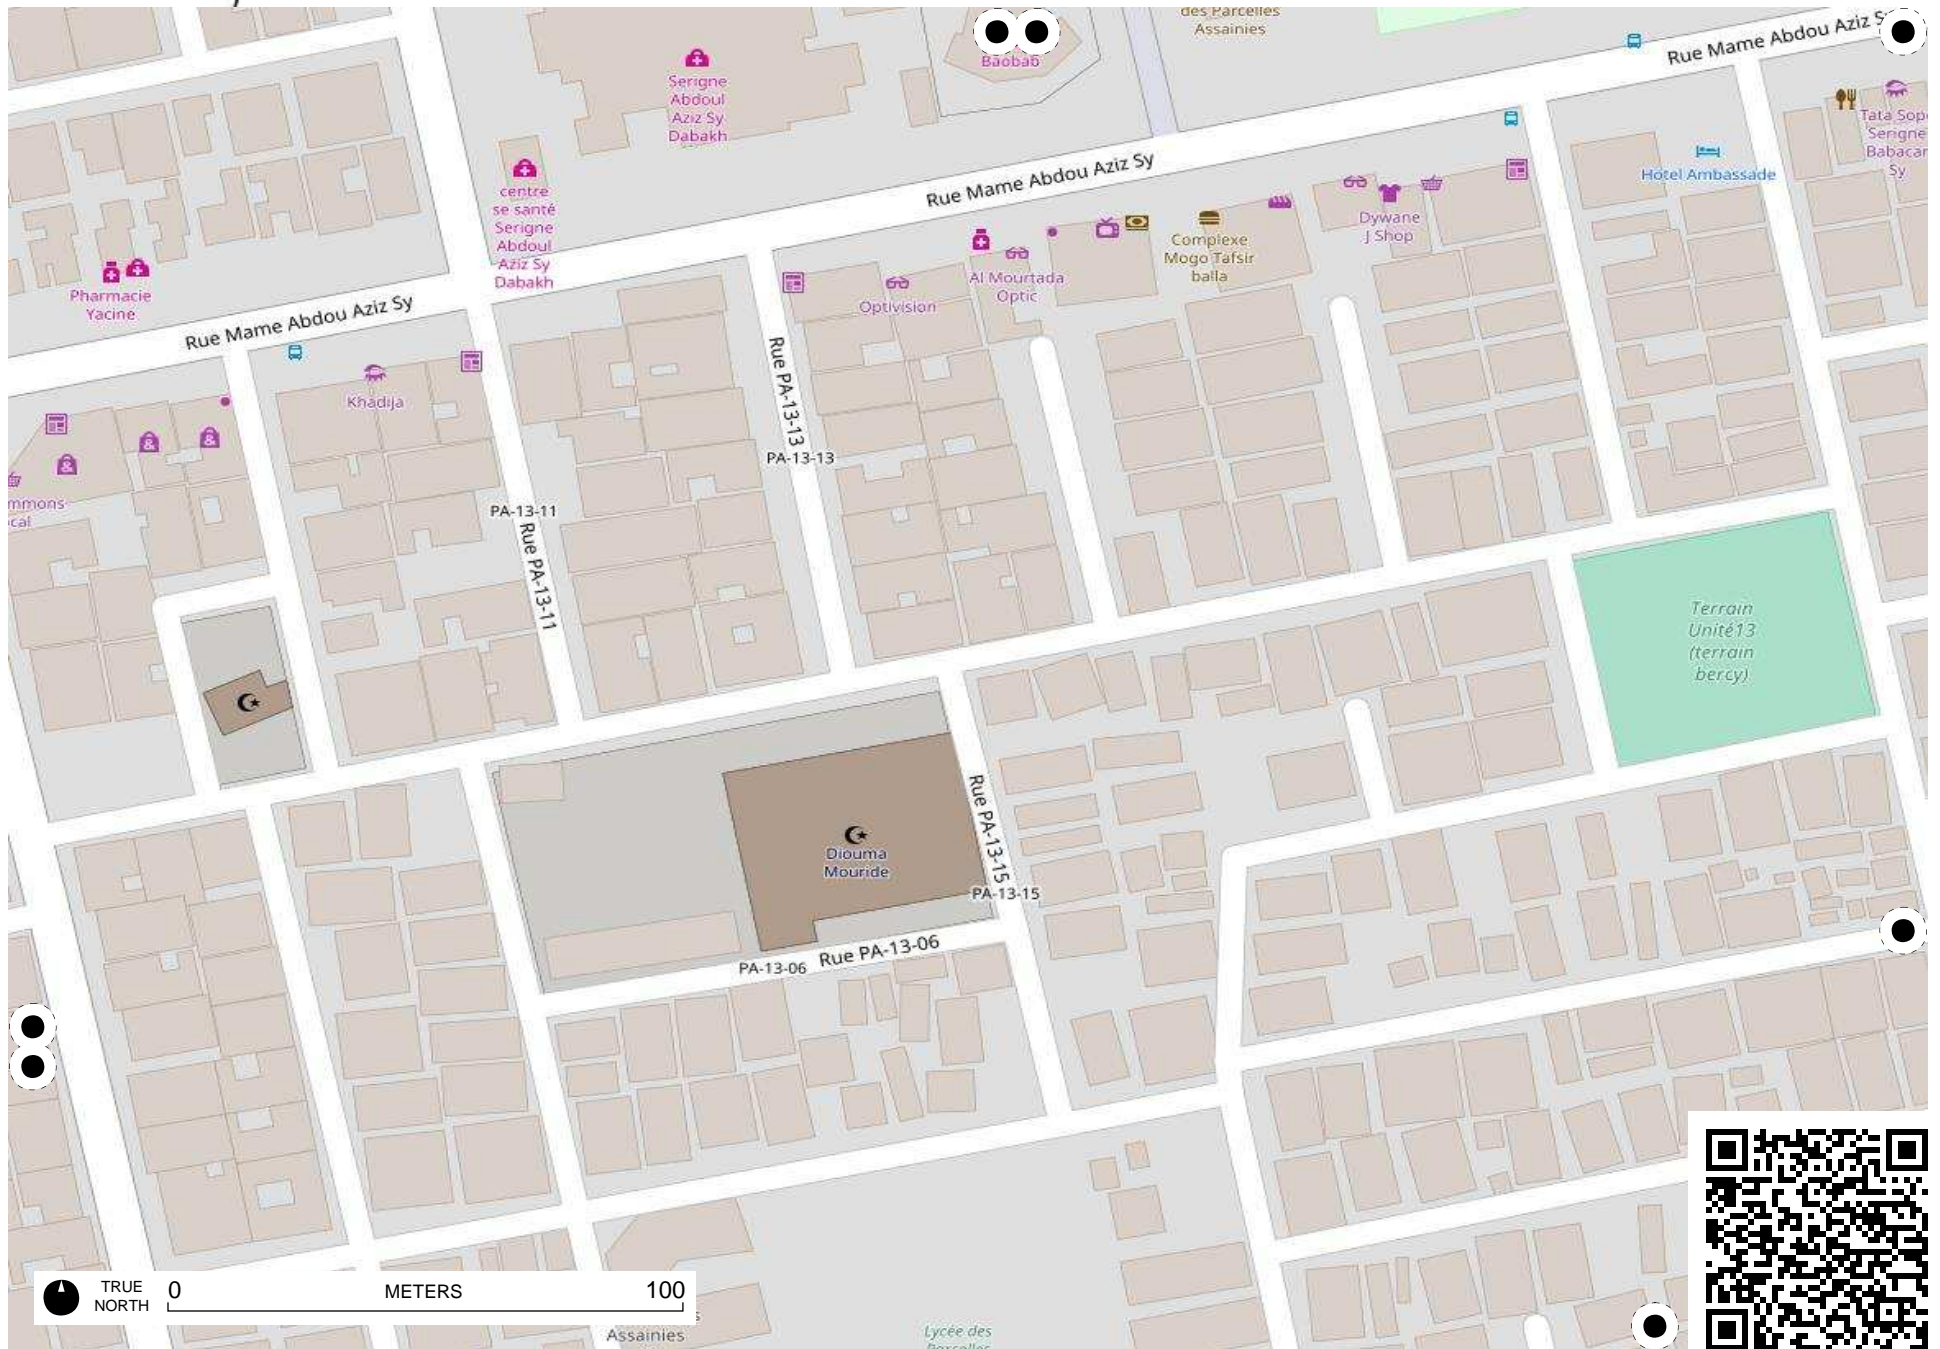 des Parcelles
Assainies
Rue Mame Abdou Aziz
Baobab
Serigne
Abdoul
Aziz Sy
Dabakh
Tata
Serigne
Babacar
Sy
Rue Mame Abdou Aziz Sy
Hôtel Ambassade
centre
se santé
Serigne
Abdoul
Aziz Sy
Dabakh
Dywane
J Shop
Complexe
Mogo Tafsir
balla
Al Mourtada
Optic
Optivision
Pharmacie
Yacine
Rue Mame Abdou Aziz Sy
Khadija
Rue PA-13-13
PA-13-13
mmons
cal
PA-13-11
Rue PA-13-11
Terrain
Unité13
(terrain
bercy)
Diouma
Mouride
Rue PA-13-15
PA-13-15
Rue PA-13-06
PA-13-06
TRUE
NORTH
0 METERS 100
Assainies
Lycée des
Parcelles